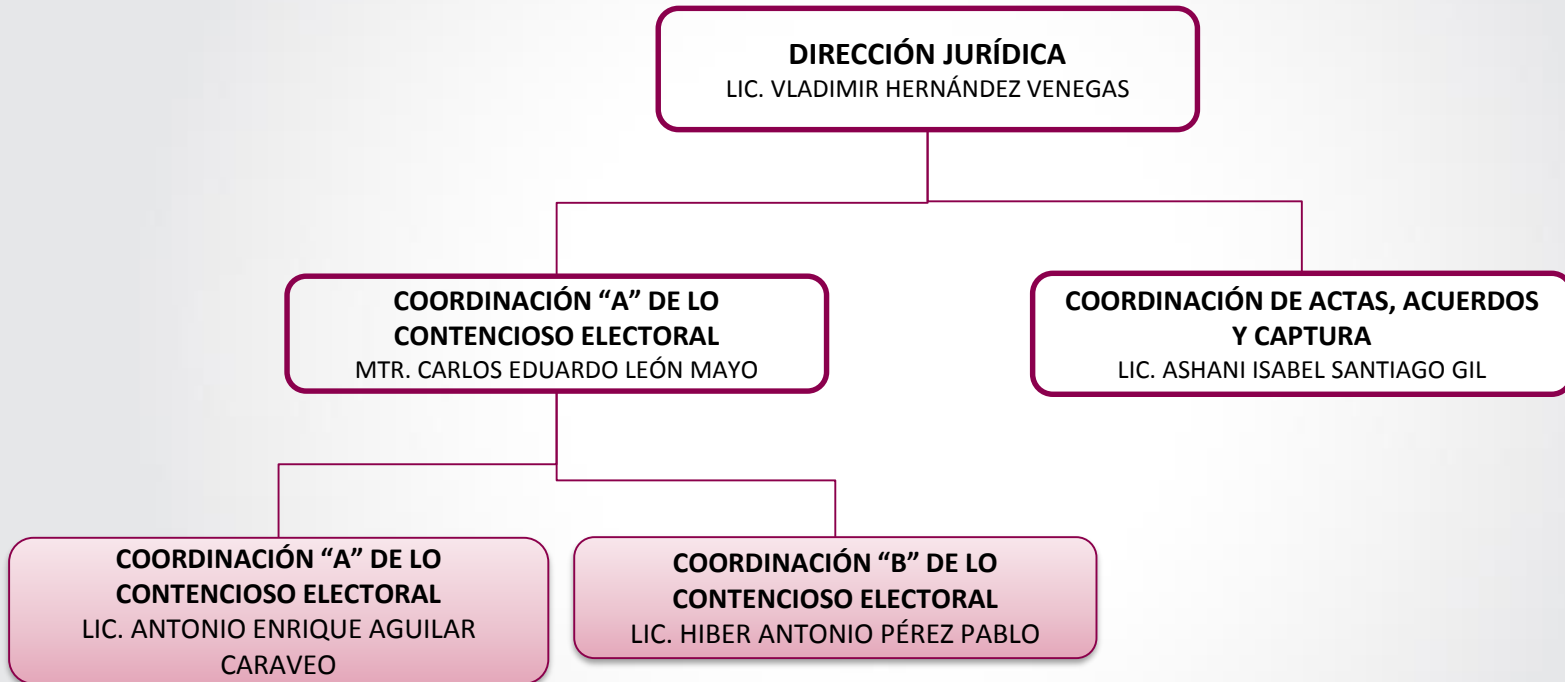 DIRECCIÓN JURÍDICA
LIC. VLADIMIR HERNÁNDEZ VENEGAS
COORDINACIÓN “A” DE LO
CONTENCIOSO ELECTORAL
MTR. CARLOS EDUARDO LEÓN MAYO
COORDINACIÓN DE ACTAS, ACUERDOS
Y CAPTURA
LIC. ASHANI ISABEL SANTIAGO GIL
COORDINACIÓN “A” DE LO
CONTENCIOSO ELECTORAL
LIC. ANTONIO ENRIQUE AGUILAR
CARAVEO
COORDINACIÓN “B” DE LO
CONTENCIOSO ELECTORAL
LIC. HIBER ANTONIO PÉREZ PABLO